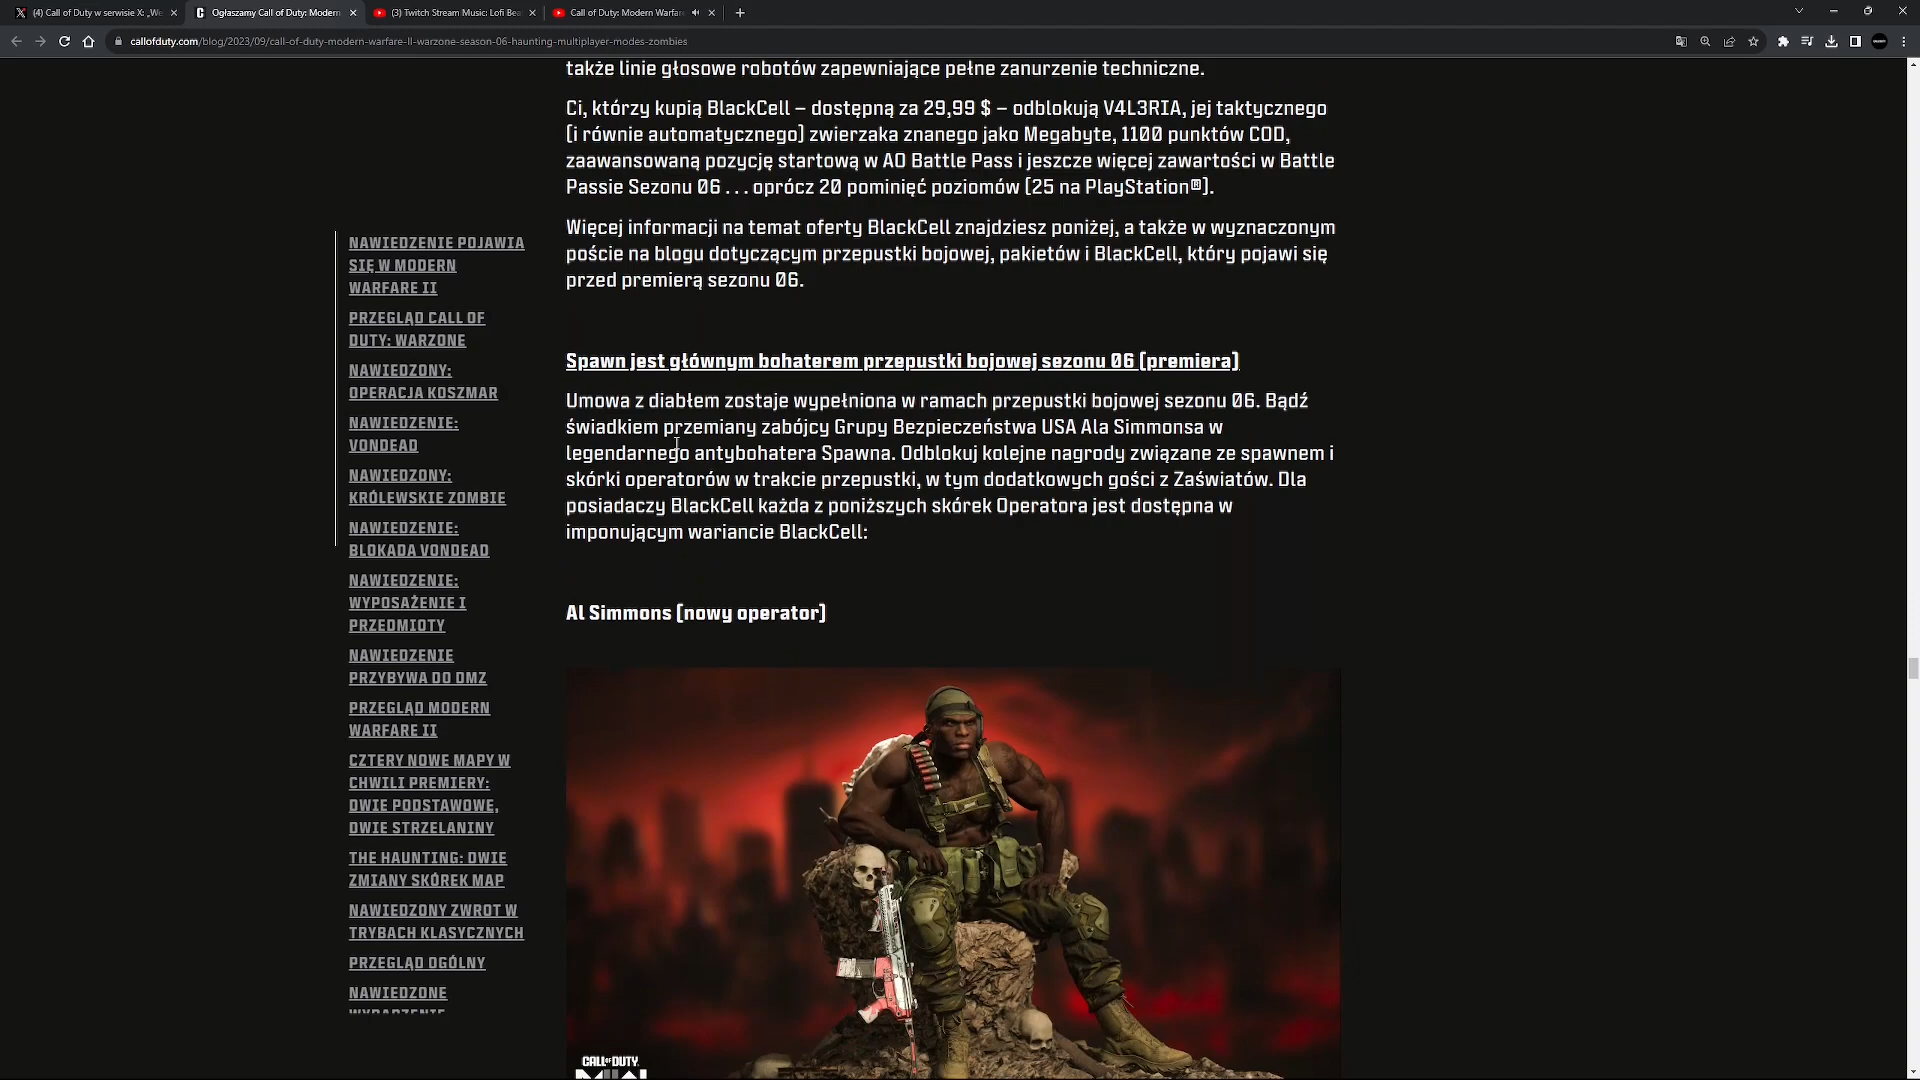 (4) Call of Duty w serwisie X: „We
Ogłaszamy Call of Duty: Modern
(3) Twitch Stream Music: Lofi Bea
Call of Duty: Modern Warfar
callofduty.com/blog/2023/09/call-of-duty-modern-warfare-ll-warzone-season-06-haunting-multiplayer-modes-zombies
także linie głosowe robotów zapewniające pełne zanurzenie techniczne.
Ci, którzy kupią BlackCell – dostępną za 29,99 $ – odblokują V4L3RIA, jej taktycznego
(i równie automatycznego) zwierzaka znanego jako Megabyte, 1100 punktów COD,
zaawansowaną pozycję startową w AO Battle Pass i jeszcze więcej zawartości w Battle
Passie Sezonu 06 . . . oprócz 20 pominięć poziomów (25 na PlayStation®).
Więcej informacji na temat oferty BlackCell znajdziesz poniżej, a także w wyznaczonym
poście na blogu dotyczącym przepustki bojowej, pakietów i BlackCell, który pojawi się
przed premierą sezonu 06.
Spawn jest głównym bohaterem przepustki bojowej sezonu 06 (premiera)
Umowa z diabłem zostaje wypełniona w ramach przepustki bojowej sezonu 06. Bądź
świadkiem przemiany zabójcy Grupy Bezpieczeństwa USA Ala Simmonsa w
legendarnego antybohatera Spawna. Odblokuj kolejne nagrody związane ze spawnem i
skórki operatorów w trakcie przepustki, w tym dodatkowych gości z Zaświatów. Dla
posiadaczy BlackCell każda z poniższych skórek Operatora jest dostępna w
imponującym wariancie BlackCell:
Al Simmons (nowy operator)
NAWIEDZENIE POJAWIA
SIĘ W MODERN
WARFARE II
PRZEGLĄD CALL OF
DUTY: WARZONE
NAWIEDZONY:
OPERACJA KOSZMAR
NAWIEDZENIE:
VONDEAD
NAWIEDZONY:
KRÓLEWSKIE ZOMBIE
NAWIEDZENIE:
BLOKADA VONDEAD
NAWIEDZENIE:
WYPOSAŻENIE I
PRZEDMIOTY
NAWIEDZENIE
PRZYBYWA DO DMZ
PRZEGLĄD MODERN
WARFARE II
CZTERY NOWE MAPY W
CHWILI PREMIERY:
DWIE PODSTAWOWE,
DWIE STRZELANINY
THE HAUNTING: DWIE
ZMIANY SKÓREK MAP
NAWIEDZONY ZWROT W
TRYBACH KLASYCZNYCH
PRZEGLĄD OGÓLNY
NAWIEDZONE
WYDARZENIE
CALL OF DUTY